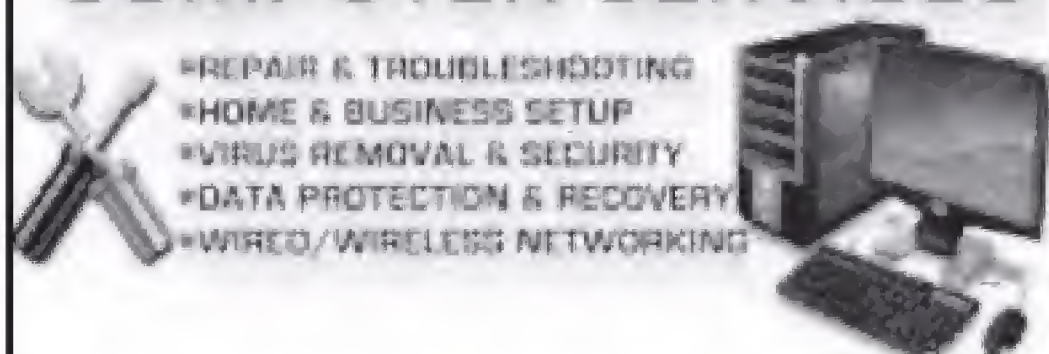 *REPAIR & TROUBLESHOOTING
*HOME & BUSINESS SETUP
*VIRUS REMOVAL & SECURITY
*DATA PROTECTION & RECOVERY
*WIRED/WIRELESS NETWORKING